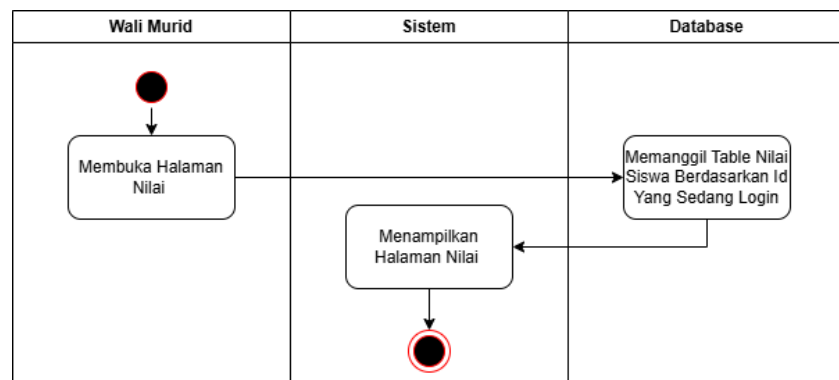 Wali Murid
Sistem
Database
Membuka Halaman
Nilai
Memanggil Table Nilai
Siswa Berdasarkan Id
Yang Sedang Login
Menampilkan
Halaman Nilai